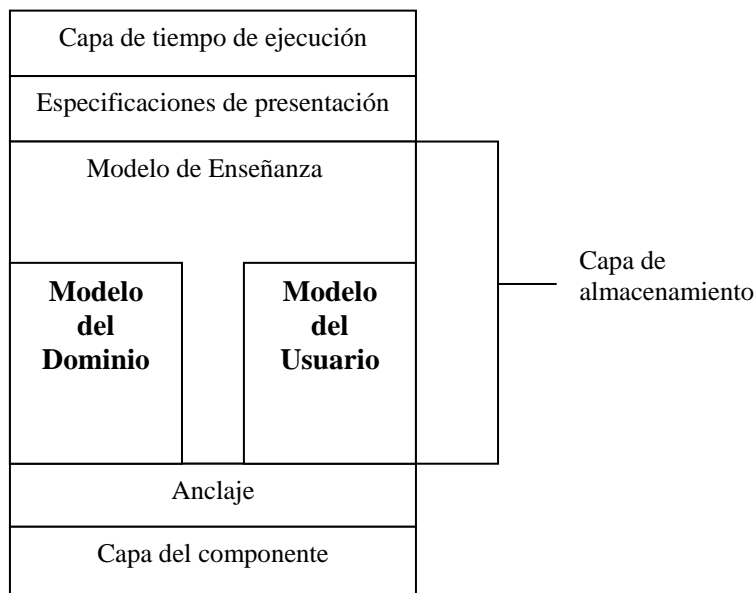 Capa de tiempo de ejecución
Especificaciones de presentación
Modelo de Enseñanza
Modelo
del
Dominio
Modelo
del
Usuario
Capa de
almacenamiento
Anclaje
Capa del componente